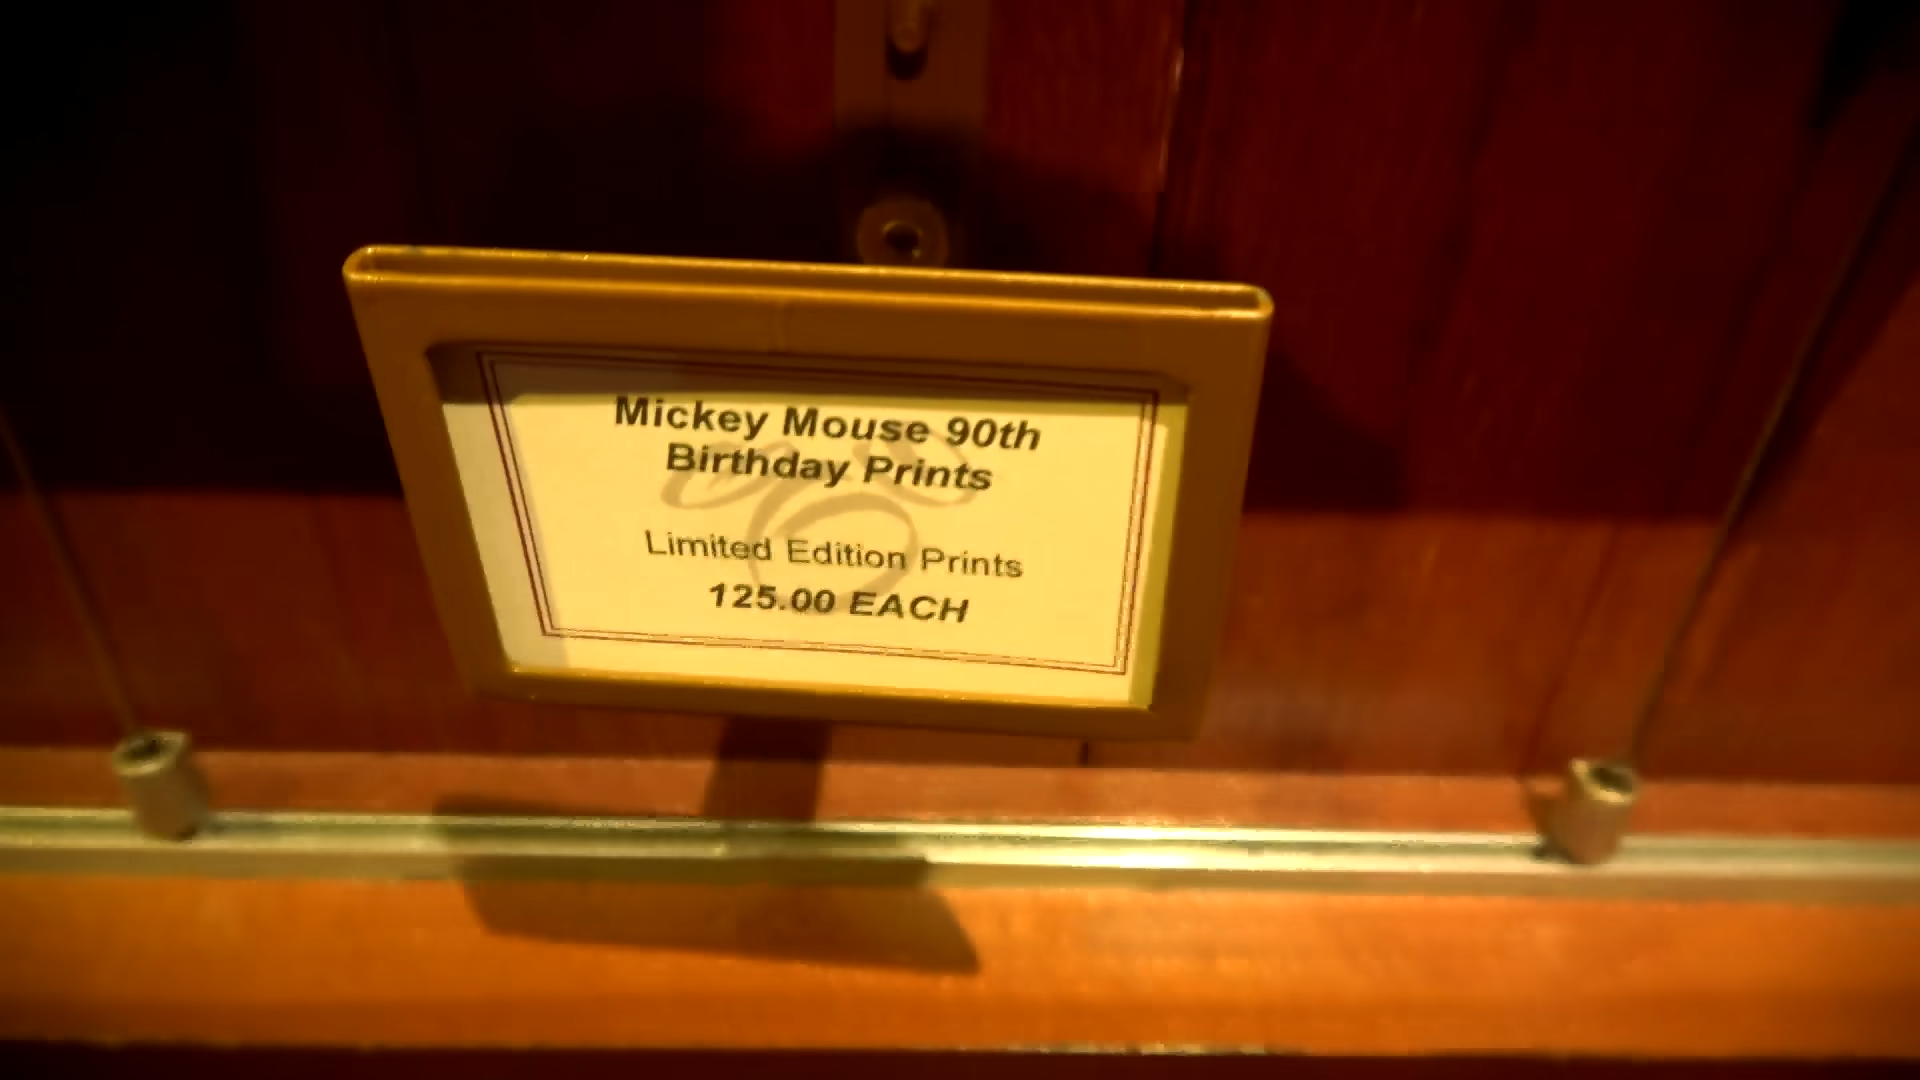 Mickey Mouse 90th
Birthday Prints
Limited Edition Prints
125.00 EACH